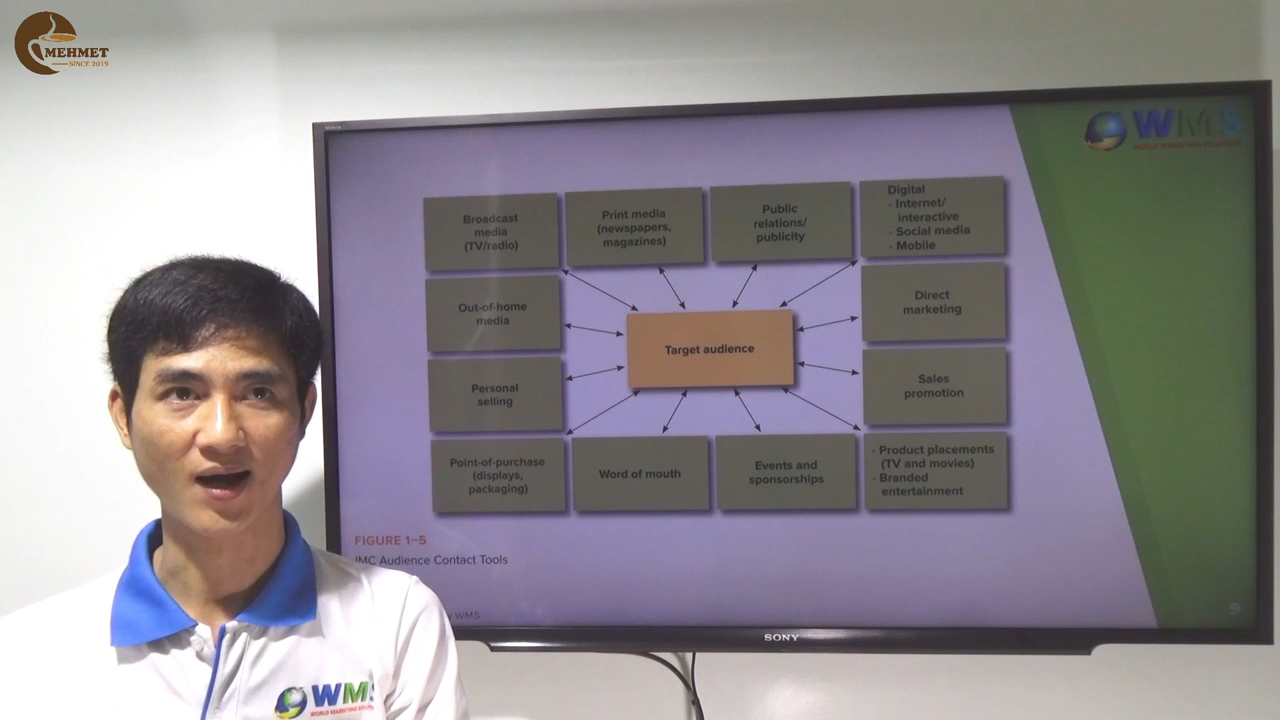 MEHMET
SINCE 2019
WMS
WORLD MARKETING SOLUTIONS
Broadcast
media
(TV/radio)
Print media
(newspapers,
magazines)
Public
relations/
publicity
Digital
- Internet/
interactive
- Social media
- Mobile
Out-of-home
media
Direct
marketing
Target audience
Personal
selling
Sales
promotion
Point-of-purchase
(displays,
packaging)
Word of mouth
Events and
sponsorships
- Product placements
(TV and movies)
- Branded
entertainment
FIGURE 1–5
IMC Audience Contact Tools
WMS
9
SONY
WMS
WORLD MARKETING